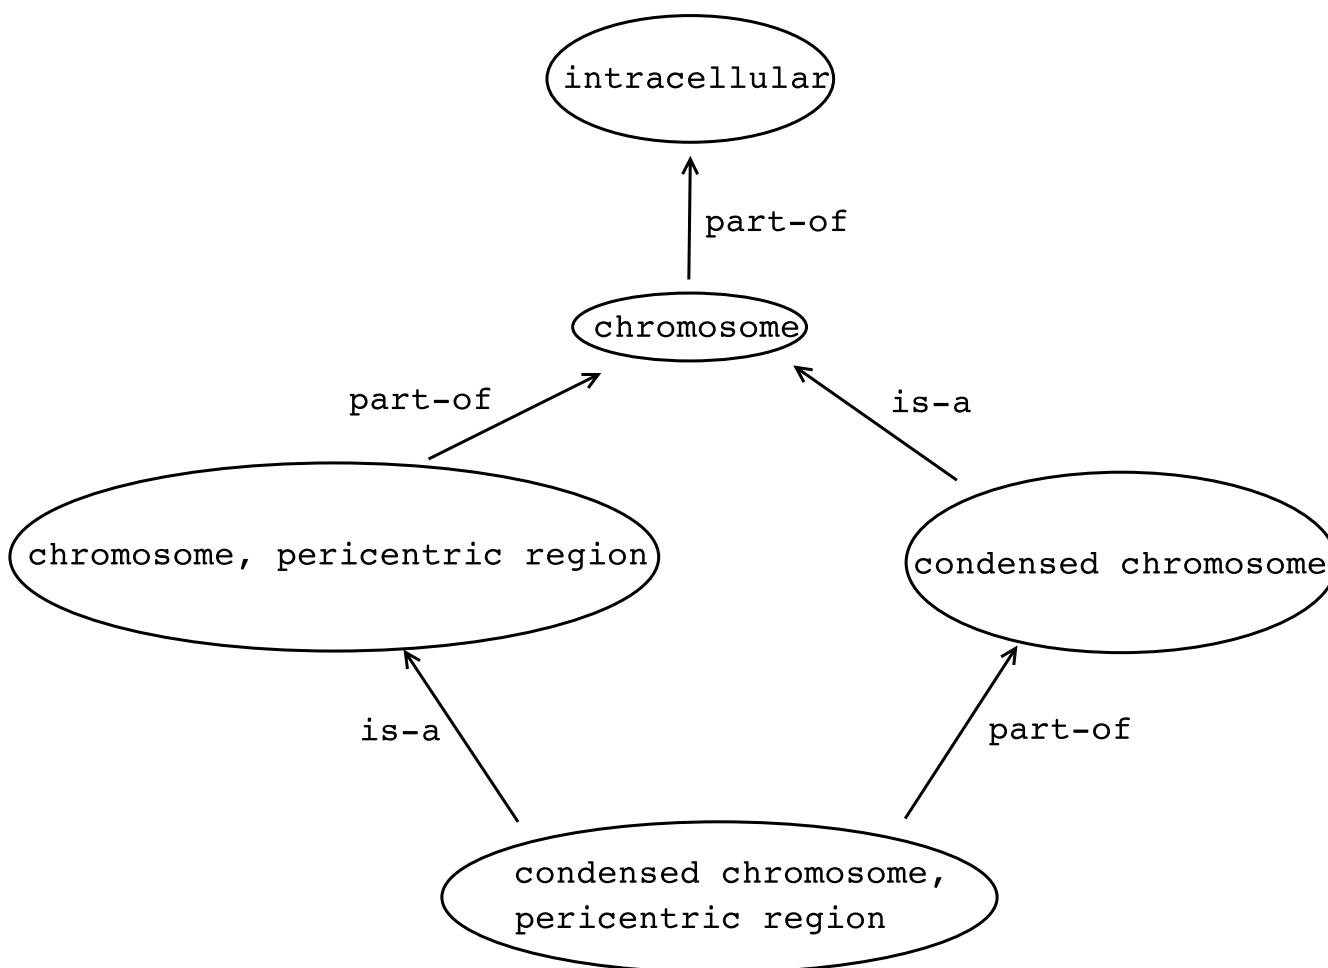 intracellular
part-of
chromosome
part-of
is-a
chromosome, pericentric region
condensed chromosome
is-a
part-of
condensed chromosome,
pericentric region